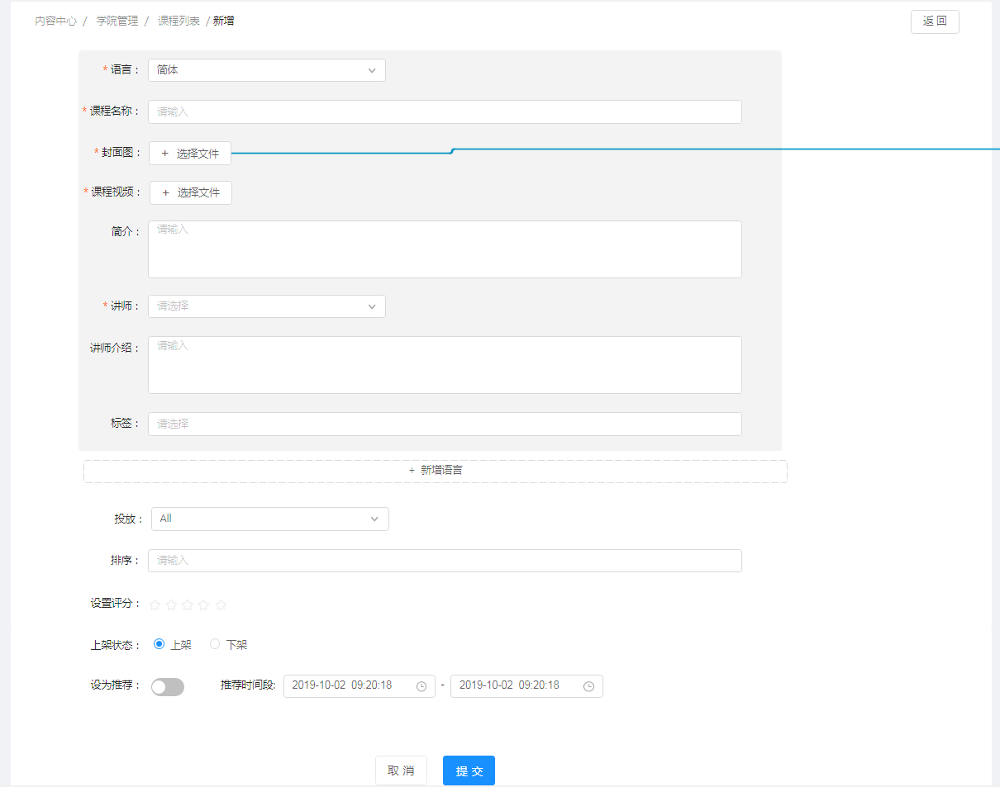 内容中心 / 学院管理 / 课程列表 / 新增
返 回
* 语言： 简体
* 课程名称： 请输入
* 封面图： + 选择文件
* 课程视频： + 选择文件
简介： 请输入
* 讲师： 请选择
讲师介绍： 请输入
标签： 请选择
+ 新增语言
投放： All
排序： 请输入
设置评分：
上架状态： 上架 下架
设为推荐： 推荐时间段: 2019-10-02 09:20:18 - 2019-10-02 09:20:18
取 消 提 交